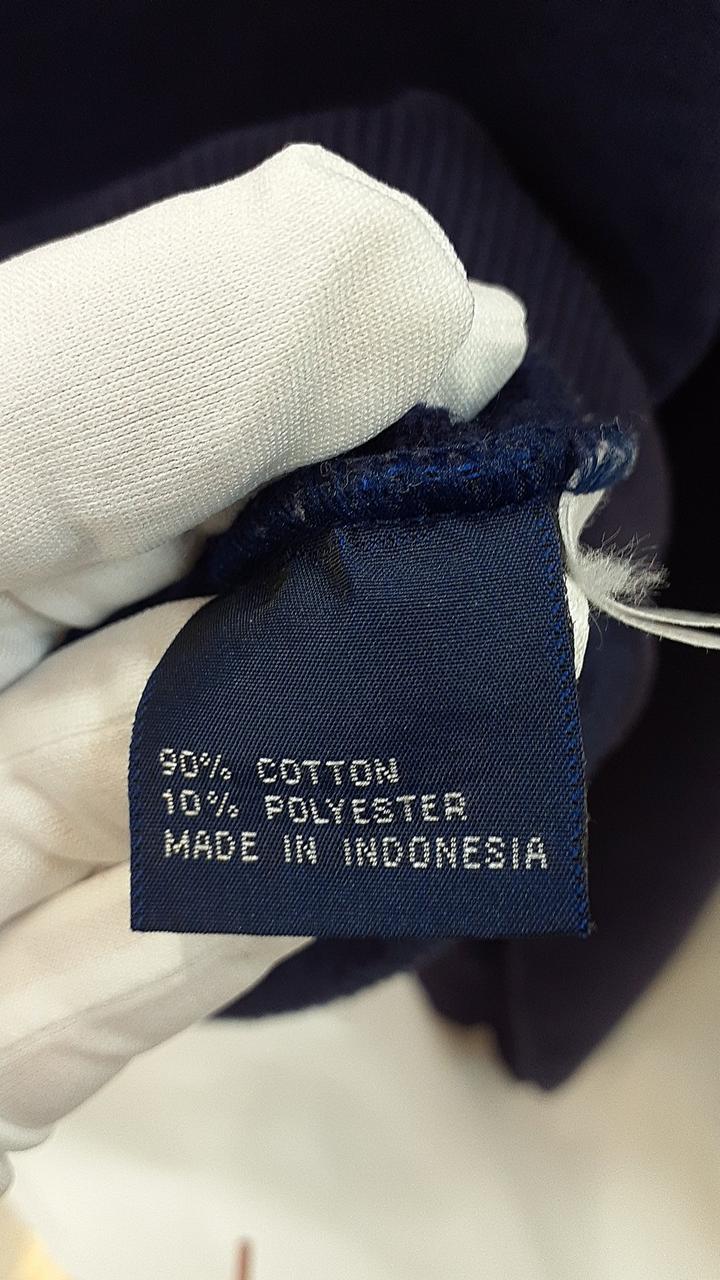 90% COTTON
10% POLYESTER
MADE IN INDONESIA